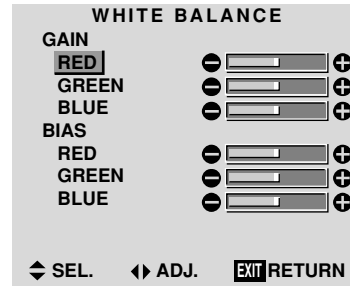 WHITE BALANCE
GAIN
RED
GREEN
BLUE
BIAS
RED
GREEN
BLUE
SEL. ADJ. EXIT RETURN